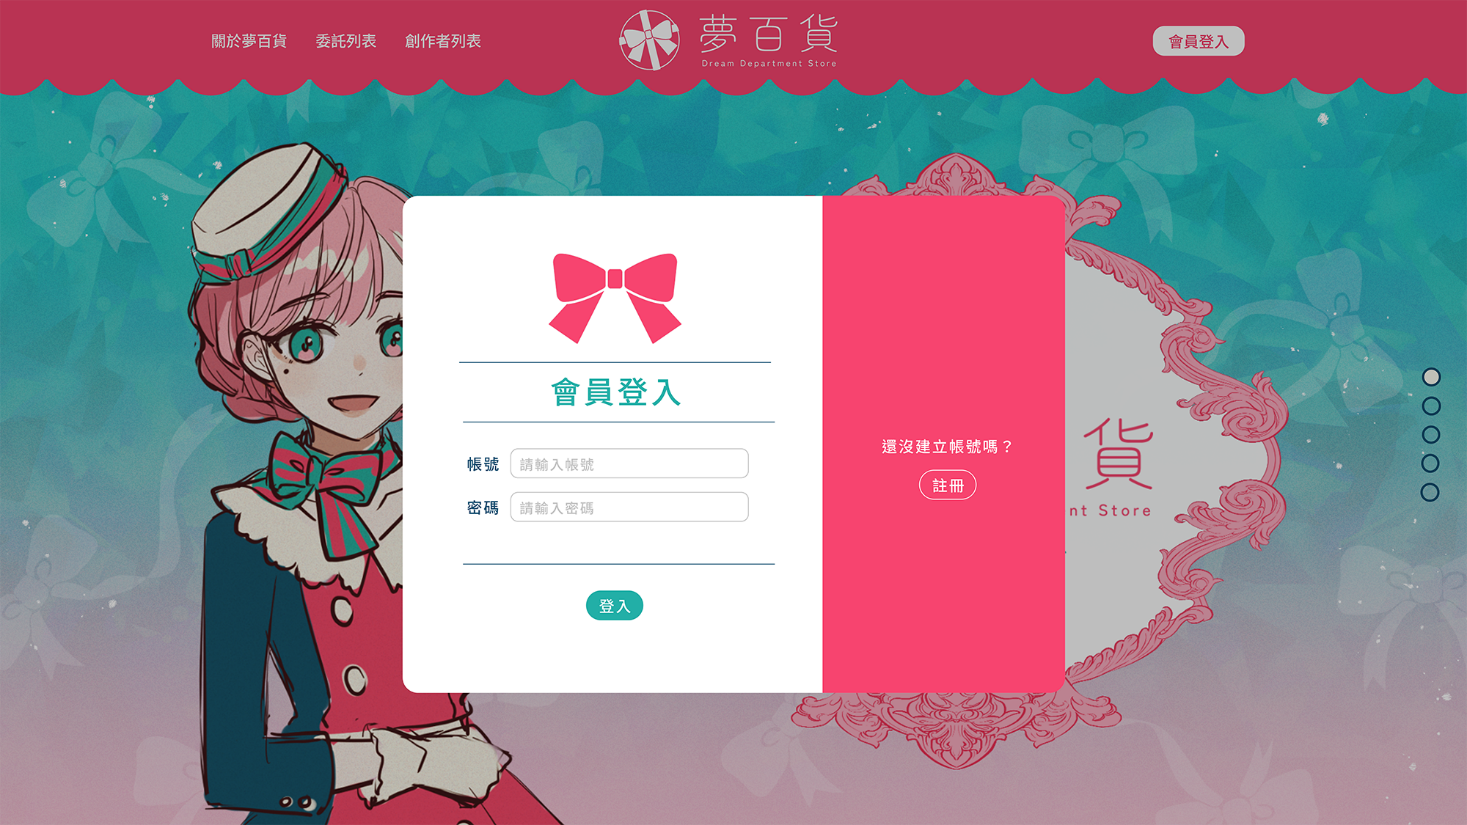 關於夢百貨
委託列表
創作者列表
夢百貨
Dream Department Store
會員登入
會員登入
帳號
請輸入帳號
密碼
請輸入密碼
登入
還沒建立帳號嗎？
註冊
貨
nt Store